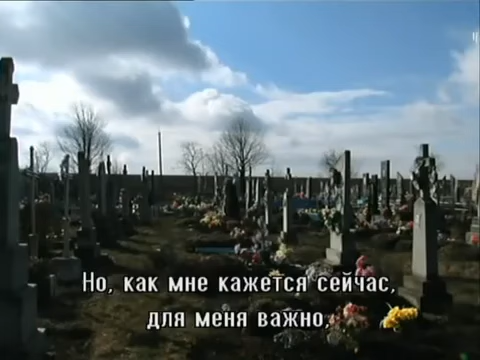 Но, как мне кажется сейчас,
для меня важно,